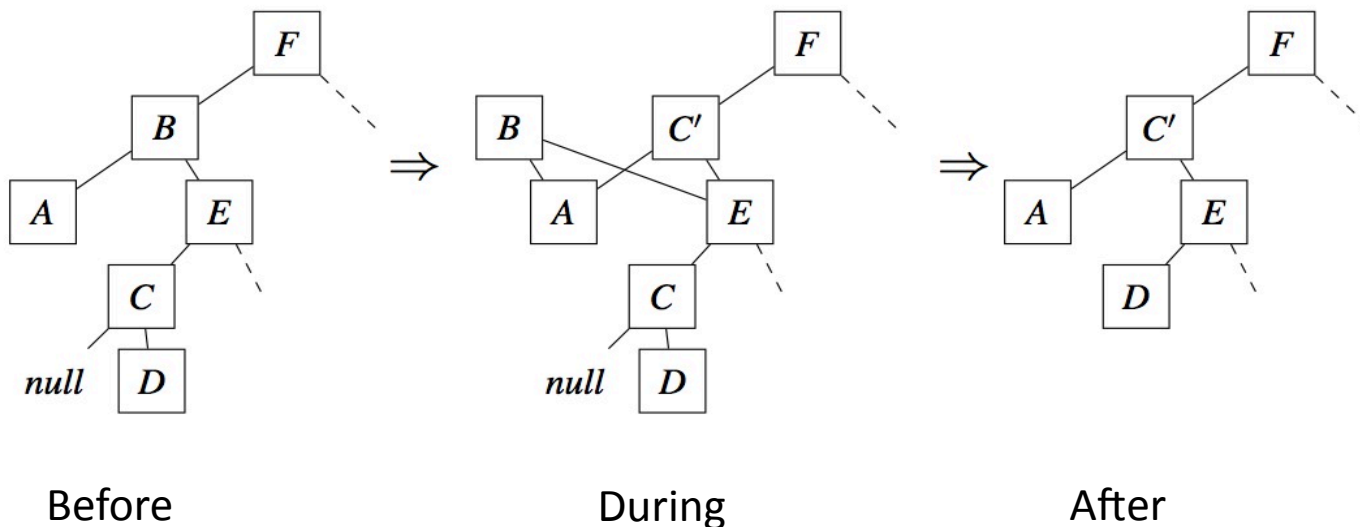 F F F
B B C′ C′
⇒ ⇒
A E A E A E
C C D
null D null D
Before During After